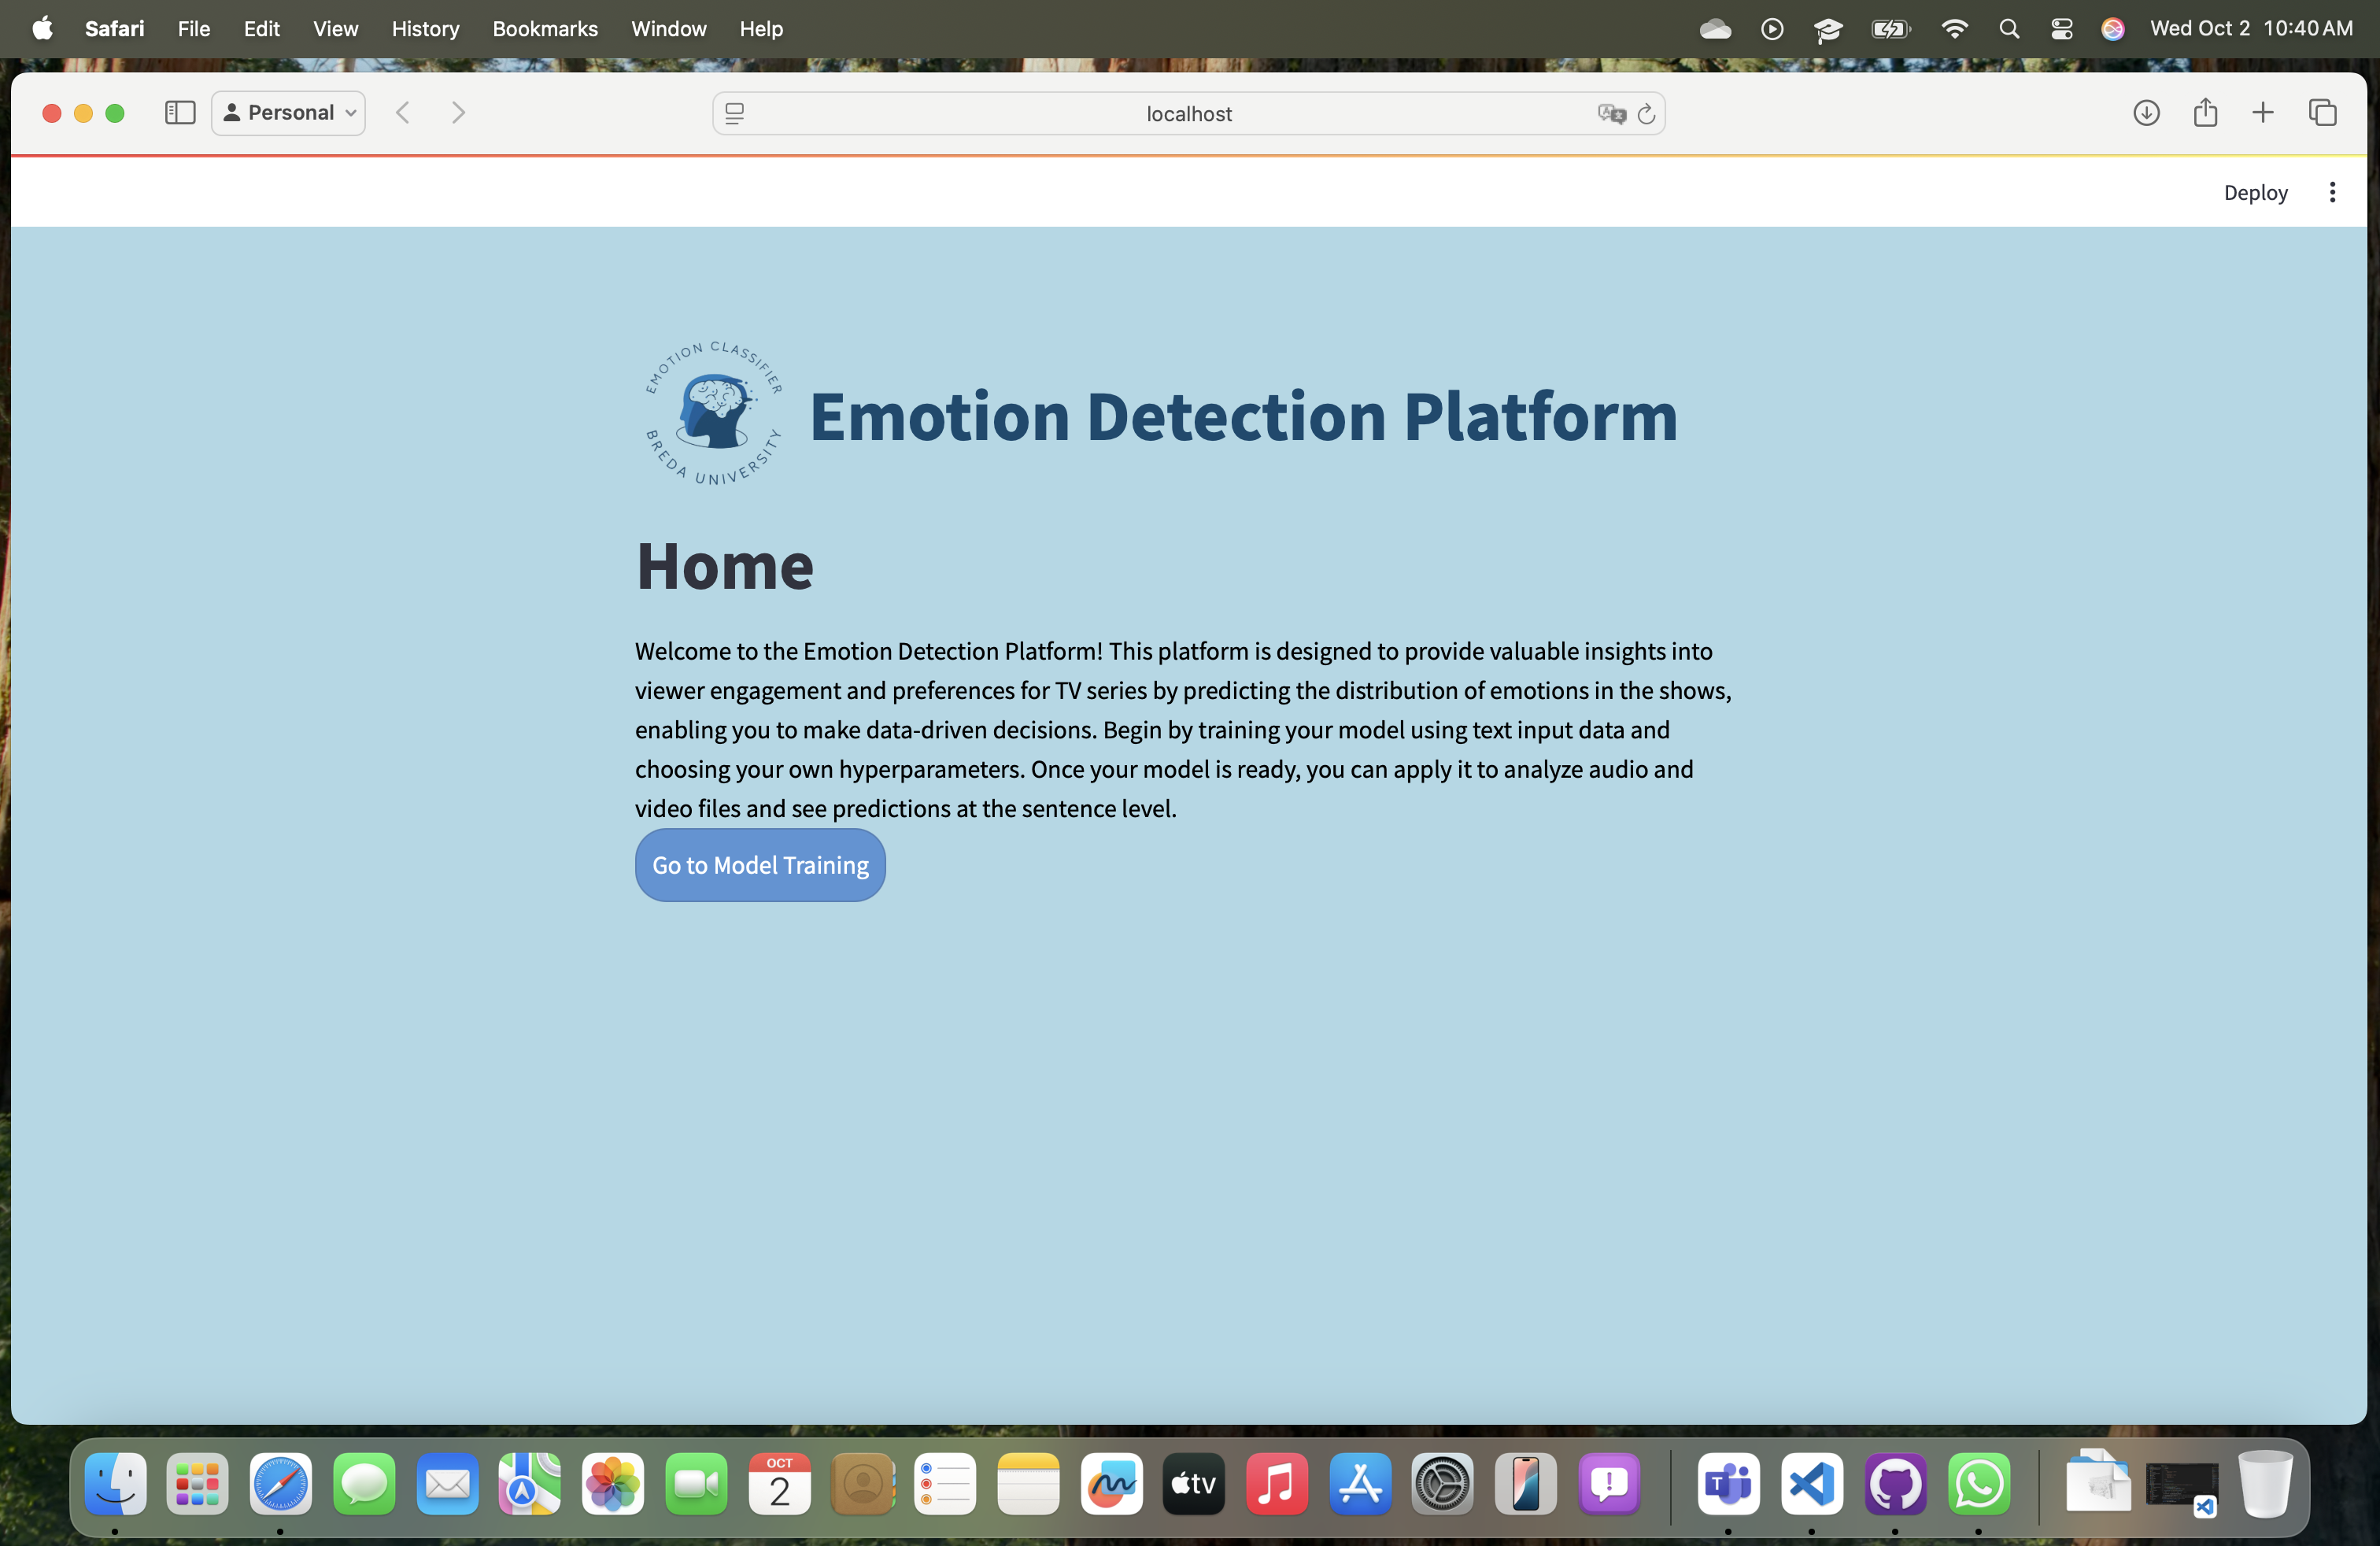 Safari File Edit View History Bookmarks Window Help Wed Oct 2 10:40 AM
Personal localhost
Deploy
EMOTION CLASSIFIER
BREDA UNIVERSITY
Emotion Detection Platform
Home
Welcome to the Emotion Detection Platform! This platform is designed to provide valuable insights into
viewer engagement and preferences for TV series by predicting the distribution of emotions in the shows,
enabling you to make data-driven decisions. Begin by training your model using text input data and
choosing your own hyperparameters. Once your model is ready, you can apply it to analyze audio and
video files and see predictions at the sentence level.
Go to Model Training
OCT
2
tv
T